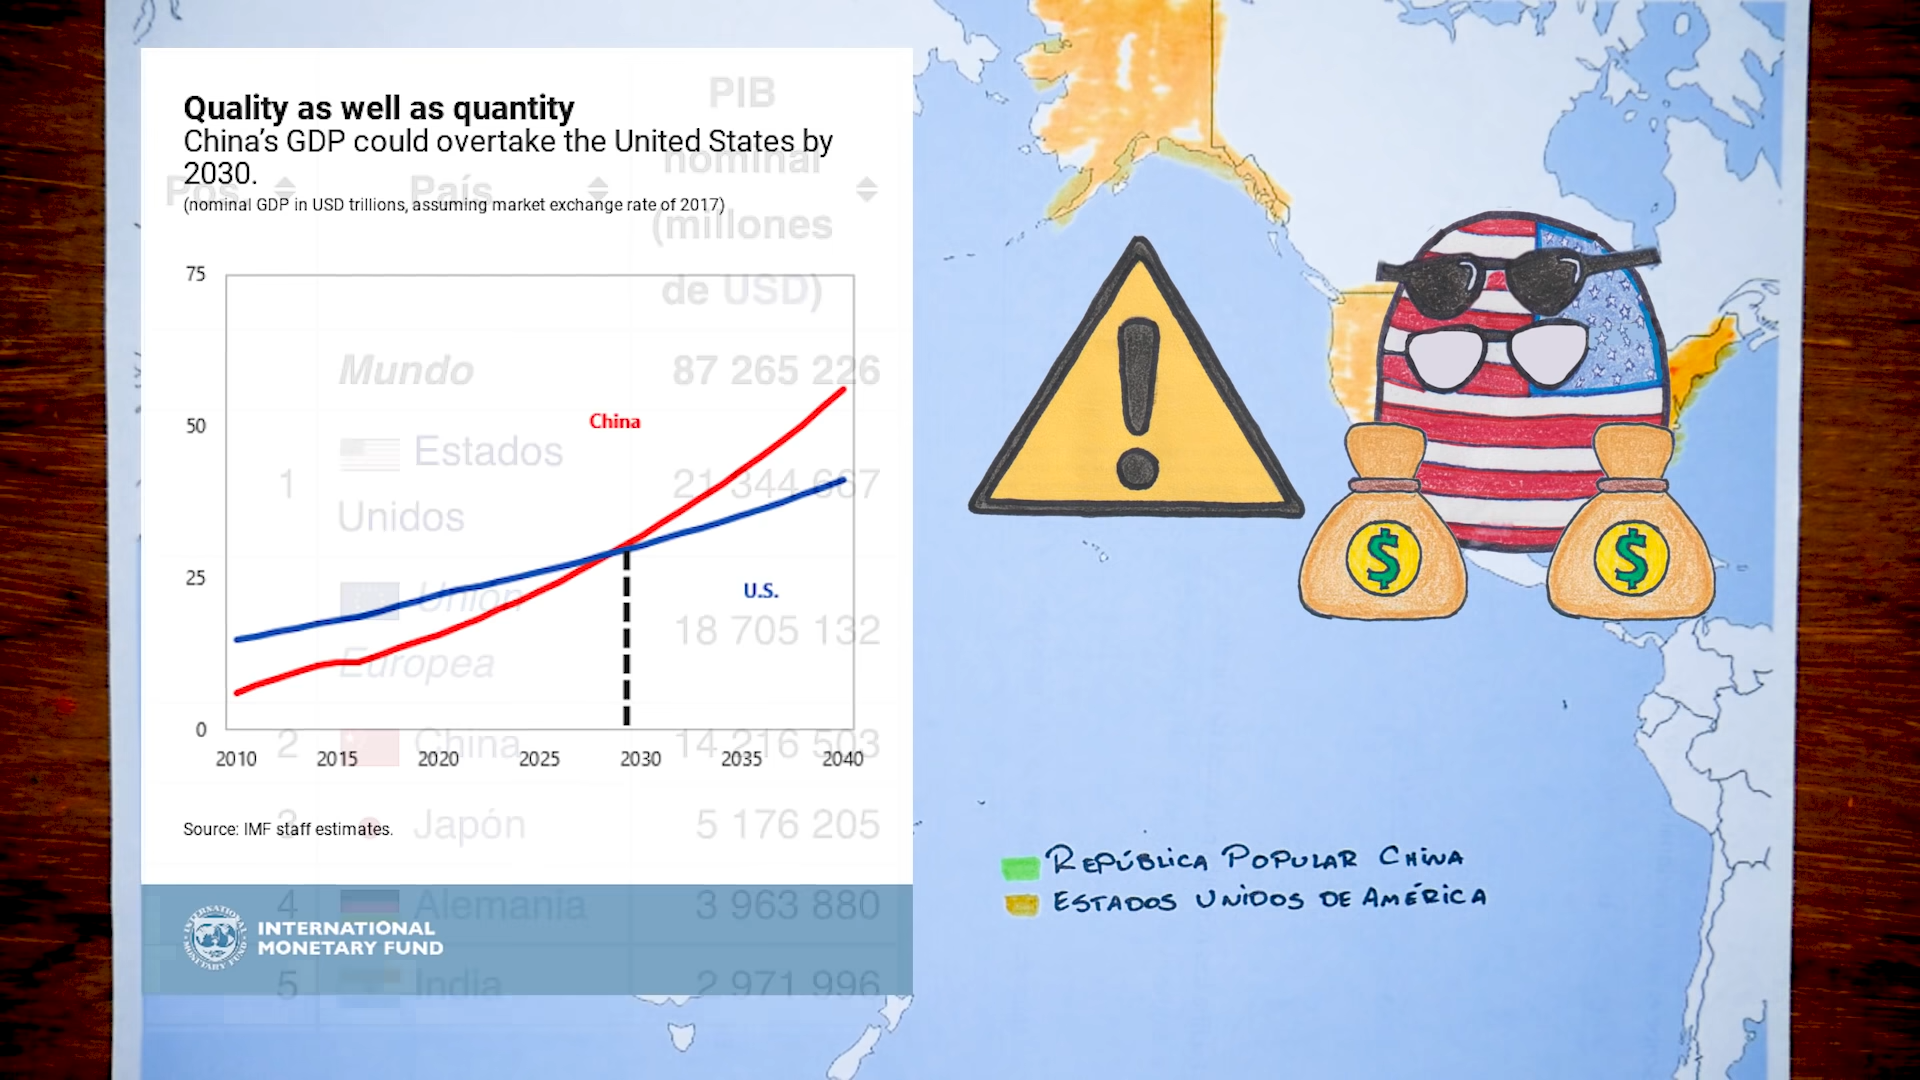 Quality as well as quantity
China's GDP could overtake the United States by
2030.
(nominal GDP in USD trillions, assuming market exchange rate of 2017)
75
50
25
0
China
U.S.
2010 2015 2020 2025 2030 2035 2040
Source: IMF staff estimates.
INTERNATIONAL
MONETARY FUND
INTERNATIONAL MONETARY FUND
Pos País PIB
nominal
(millones
de USD)
Mundo 87 265 226
1 Estados
Unidos 21 344 667
Unión
Europea 18 705 132
2 China 14 216 503
3 Japón 5 176 205
4 Alemania 3 963 880
5 India 2 971 996
$ $
República Popular China
Estados Unidos de América